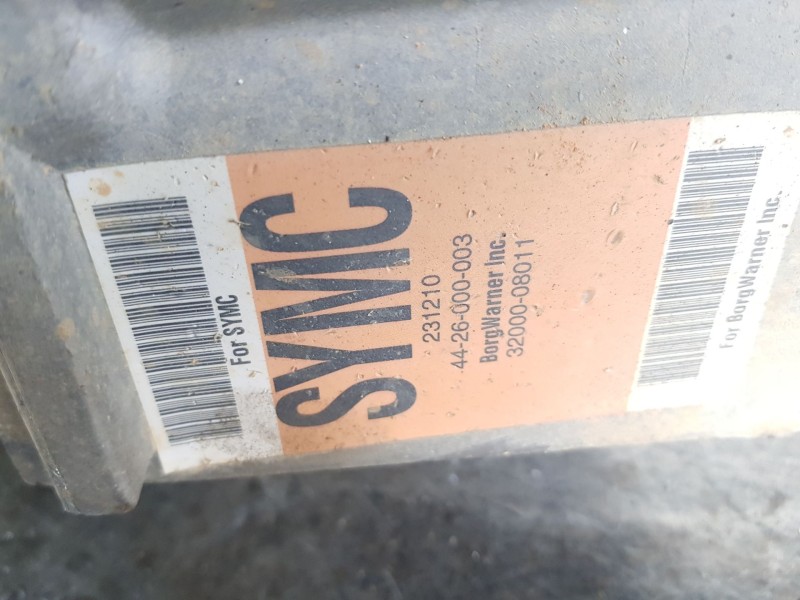 For SYMC
SYMC
231210
44-26-000-003
BorgWarner Inc.
32000-08011
For BorgWarner Inc.